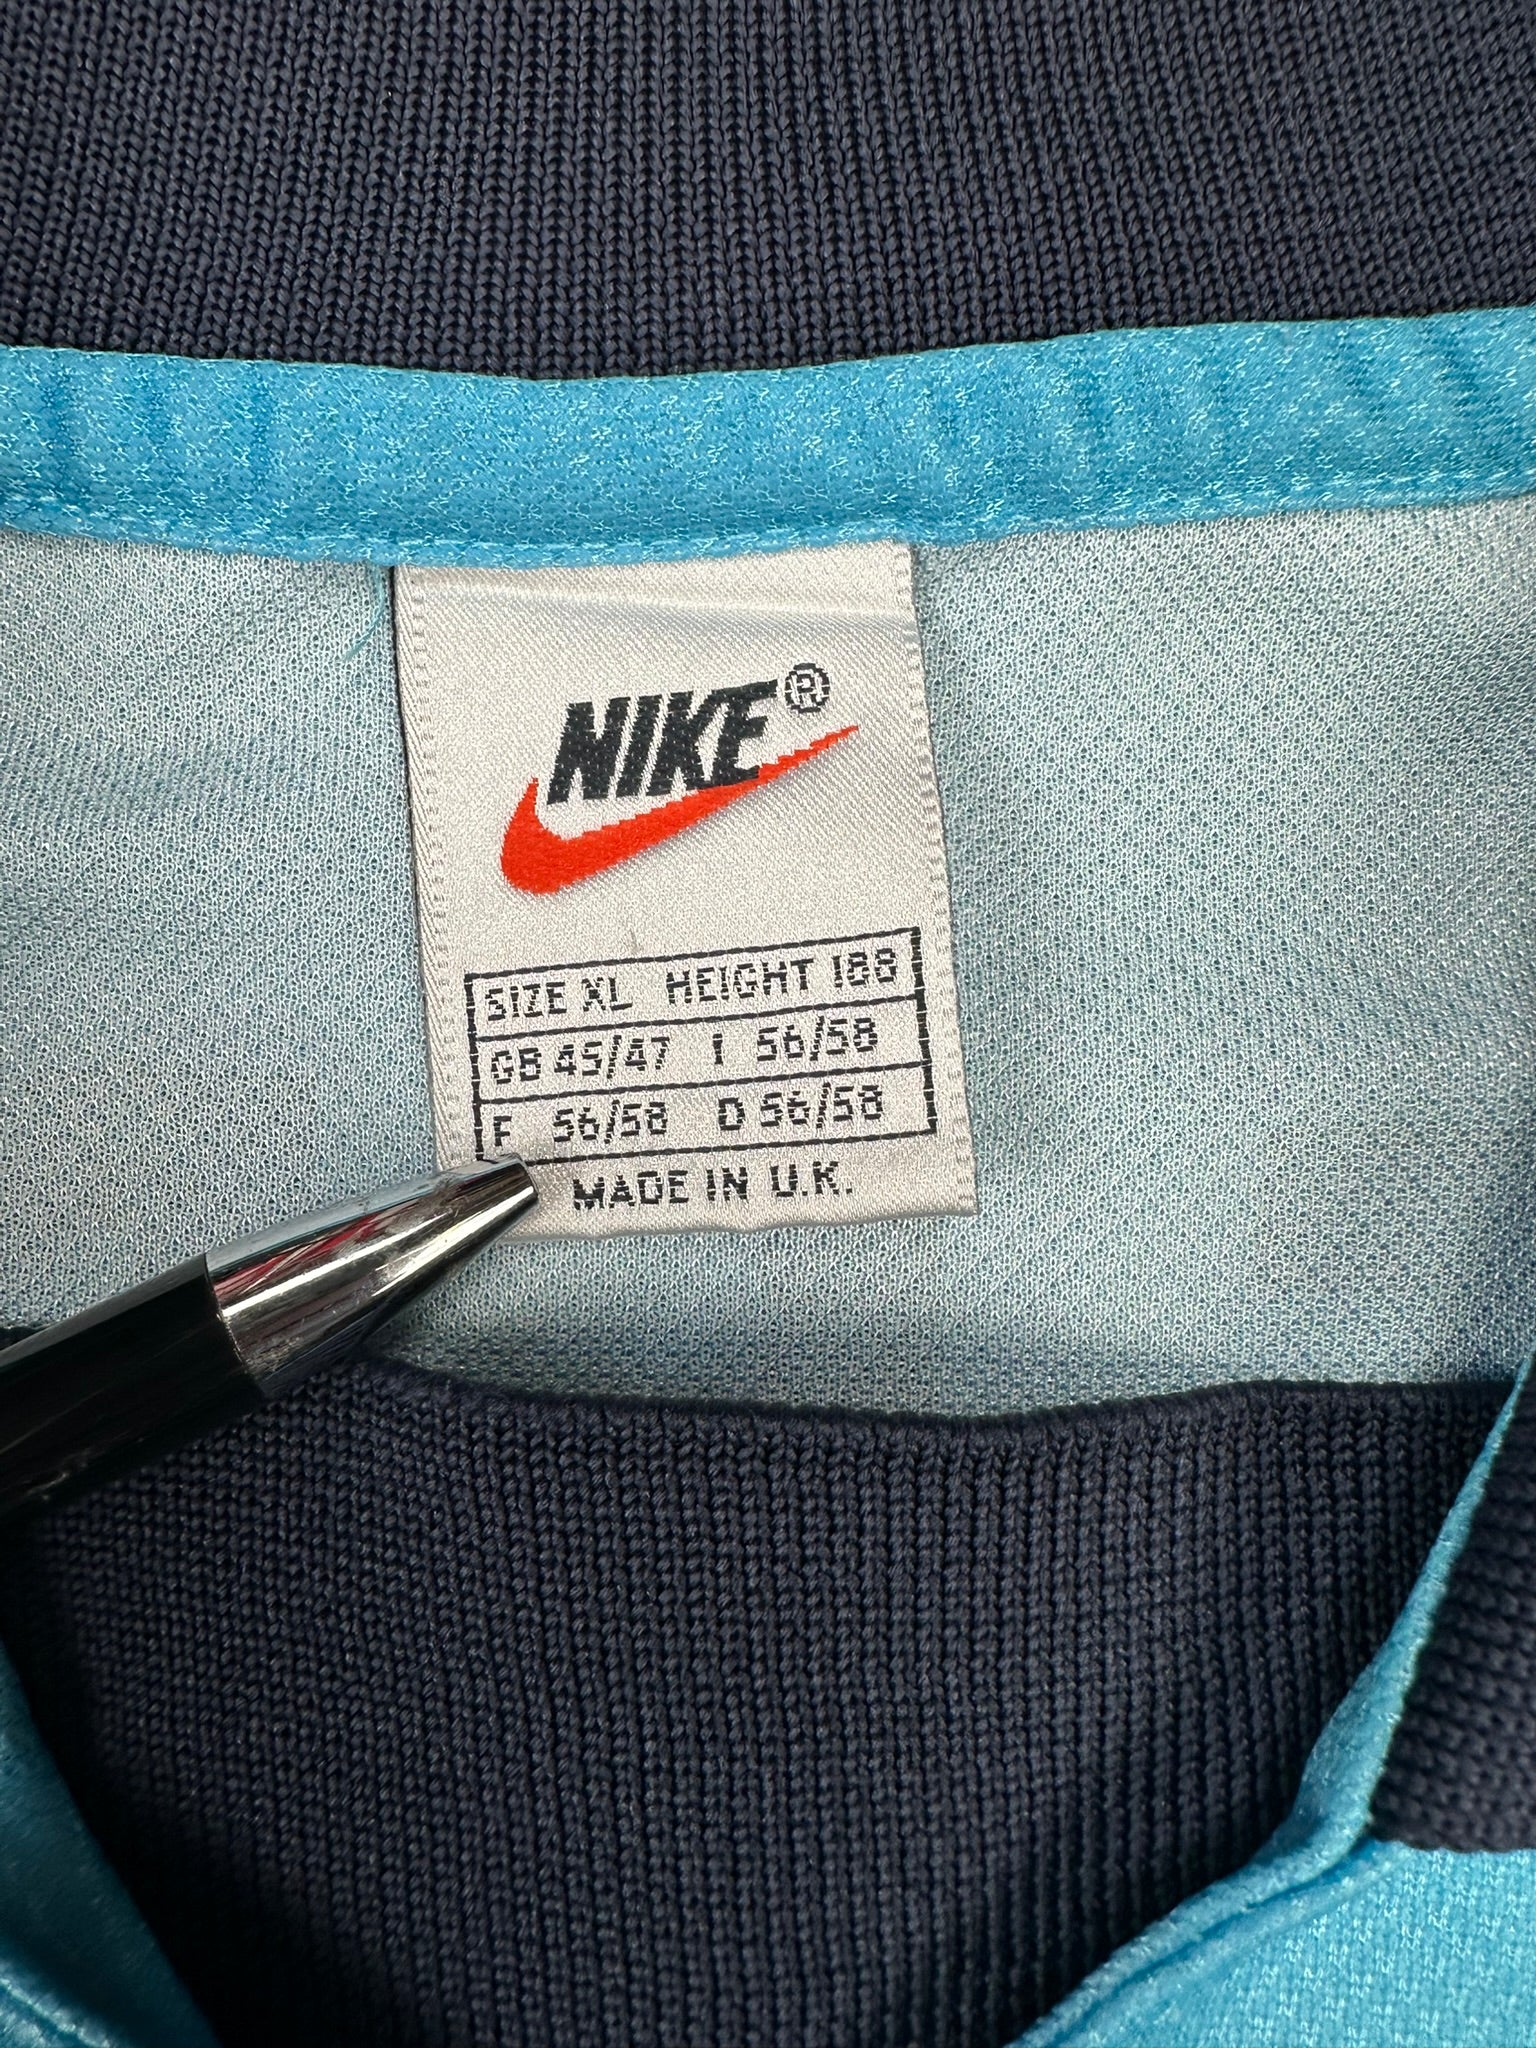 NIKE®
SIZE XL HEIGHT 188
GB 45/47 I 56/58
F 56/58 D 56/58
MADE IN U.K.